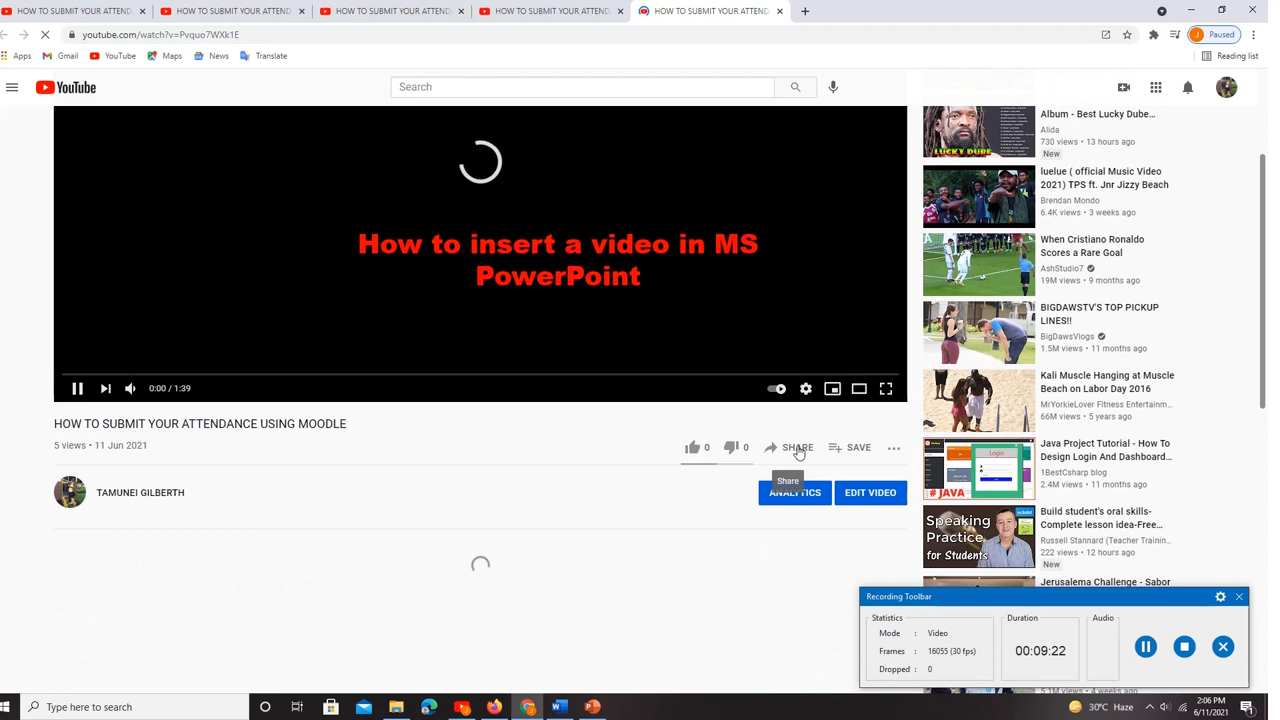 HOW TO SUBMIT YOUR ATTEND
HOW TO SUBMIT YOUR ATTEND
HOW TO SUBMIT YOUR ATTEND
HOW TO SUBMIT YOUR ATTEND
HOW TO SUBMIT YOUR ATTEND
youtube.com/watch?v=Pvquo7WXk1E
J Paused
Apps
Gmail
YouTube
Maps
News
Translate
Reading list
YouTube
Search
How to insert a video in MS
PowerPoint
0:00 / 1:39
HOW TO SUBMIT YOUR ATTENDANCE USING MOODLE
5 views • 11 Jun 2021
0
0
SHARE
SAVE
Share
TAMUNEI GILBERTH
ANALYTICS
EDIT VIDEO
LUCKY DUBE
Album - Best Lucky Dube...
Alida
730 views • 13 hours ago
New
luelue ( official Music Video
2021) TPS ft. Jnr Jizzy Beach
Brendan Mondo
6.4K views • 3 weeks ago
When Cristiano Ronaldo
Scores a Rare Goal
AshStudio7
19M views • 9 months ago
BIGDAWSTV'S TOP PICKUP
LINES!!
BigDawsVlogs
1.5M views • 11 months ago
Kali Muscle Hanging at Muscle
Beach on Labor Day 2016
MrYorkieLover Fitness Entertainm...
66M views • 5 years ago
# JAVA
Java Project Tutorial - How To
Design Login And Dashboard...
1BestCsharp blog
2.4M views • 11 months ago
Speaking
Practice
for Students
Build student's oral skills-
Complete lesson idea-Free...
Russell Stannard (Teacher Trainin...
222 views • 12 hours ago
New
Jerusalema Challenge - Sabor
Recording Toolbar
Statistics
Mode : Video
Frames : 16055 (30 fps)
Dropped : 0
Duration
00:09:22
Audio
Type here to search
30°C Haze
2:06 PM
6/11/2021